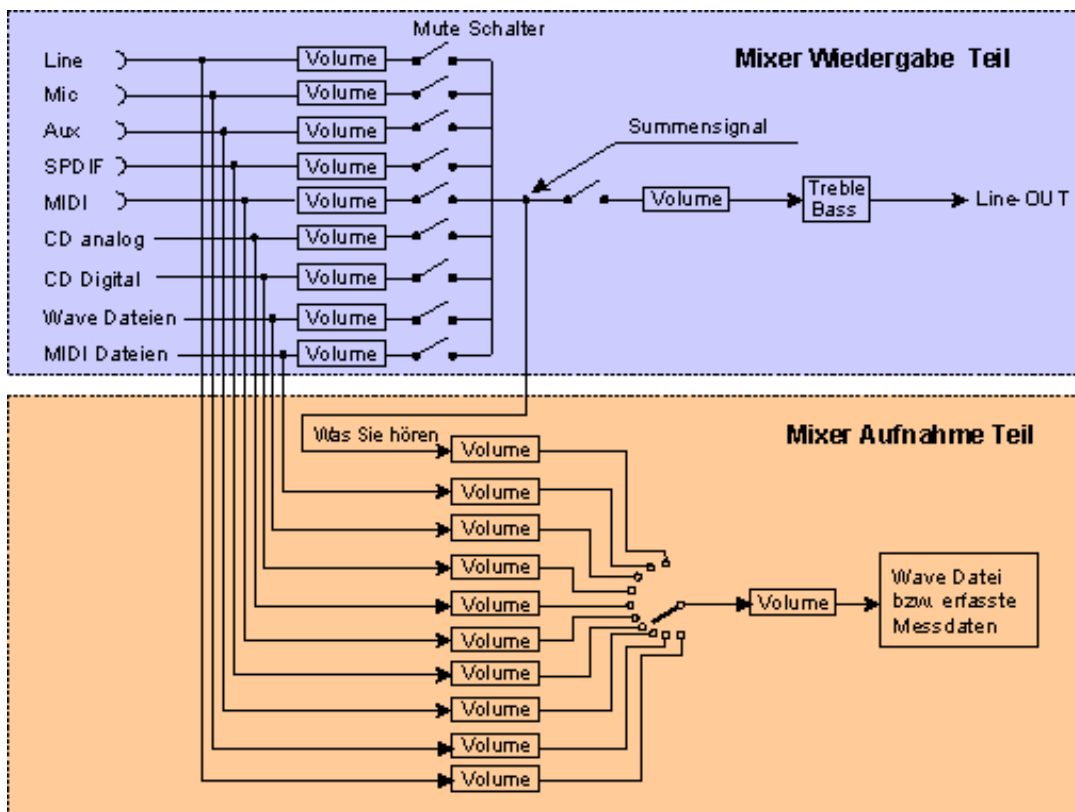 Mute Schalter
Mixer Wiedergabe Teil
Line
Volume
Mic
Volume
Aux
Volume
Summensignal
SPDIF
Volume
MIDI
Volume
Volume
Treble
Bass
Line-OUT
CD analog
Volume
CD Digital
Volume
Wave Dateien
Volume
MIDI Dateien
Volume
Mixer Aufnahme Teil
Was Sie hören
Volume
Volume
Volume
Volume
Volume
Volume
Volume
Volume
Volume
Volume
Volume
Wave Datei
bzw. erfasste
Messdaten